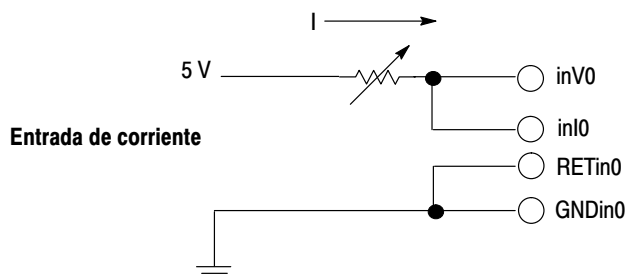 I
5 V
inV0
inI0
Entrada de corriente
RETin0
GNDin0